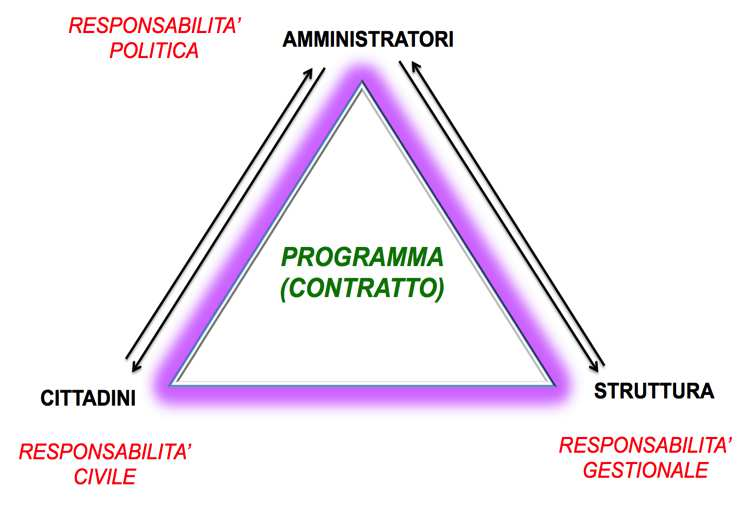 RESPONSABILITA'
POLITICA
AMMINISTRATORI
PROGRAMMA
(CONTRATTO)
CITTADINI
STRUTTURA
RESPONSABILITA'
CIVILE
RESPONSABILITA'
GESTIONALE